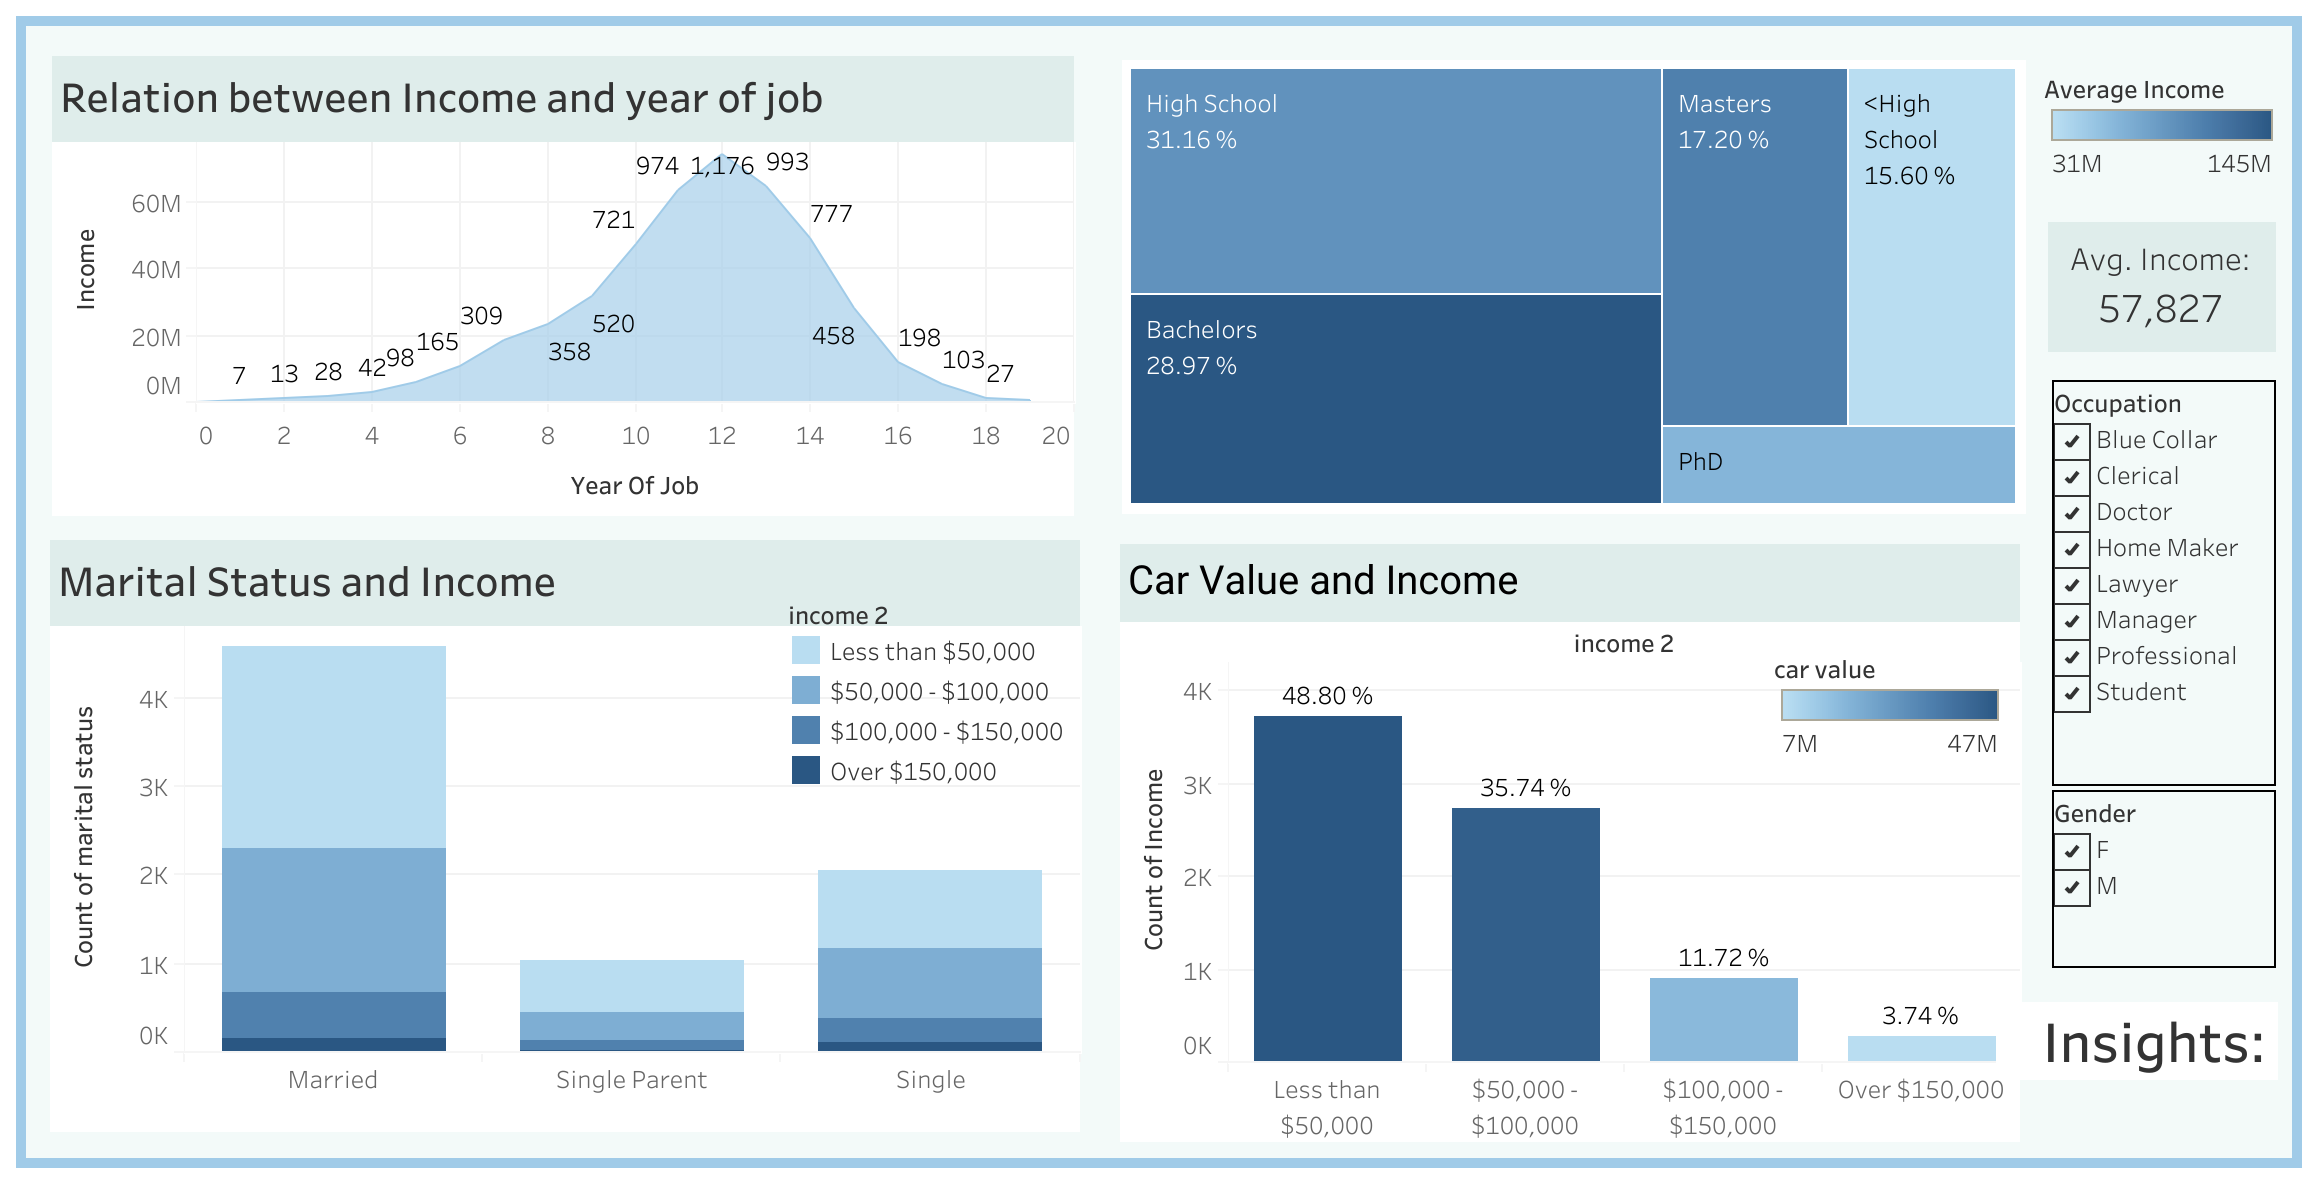 Relation between Income and year of job
Income
60M
40M
20M
0M
7
13
28
42
98
165
309
358
520
721
974
1,176
993
777
458
198
103
27
0
2
4
6
8
10
12
14
16
18
20
Year Of Job
High School
31.16 %
Bachelors
28.97 %
Masters
17.20 %
<High
School
15.60 %
PhD
Average Income
31M
145M
Avg. Income:
57,827
Occupation
Blue Collar
Clerical
Doctor
Home Maker
Lawyer
Manager
Professional
Student
Gender
F
M
Marital Status and Income
income 2
Less than $50,000
$50,000 - $100,000
$100,000 - $150,000
Over $150,000
Count of marital status
4K
3K
2K
1K
0K
Married
Single Parent
Single
Car Value and Income
income 2
car value
7M
47M
Count of Income
4K
3K
2K
1K
0K
48.80 %
35.74 %
11.72 %
3.74 %
Less than
$50,000
$50,000 -
$100,000
$100,000 -
$150,000
Over $150,000
Insights: